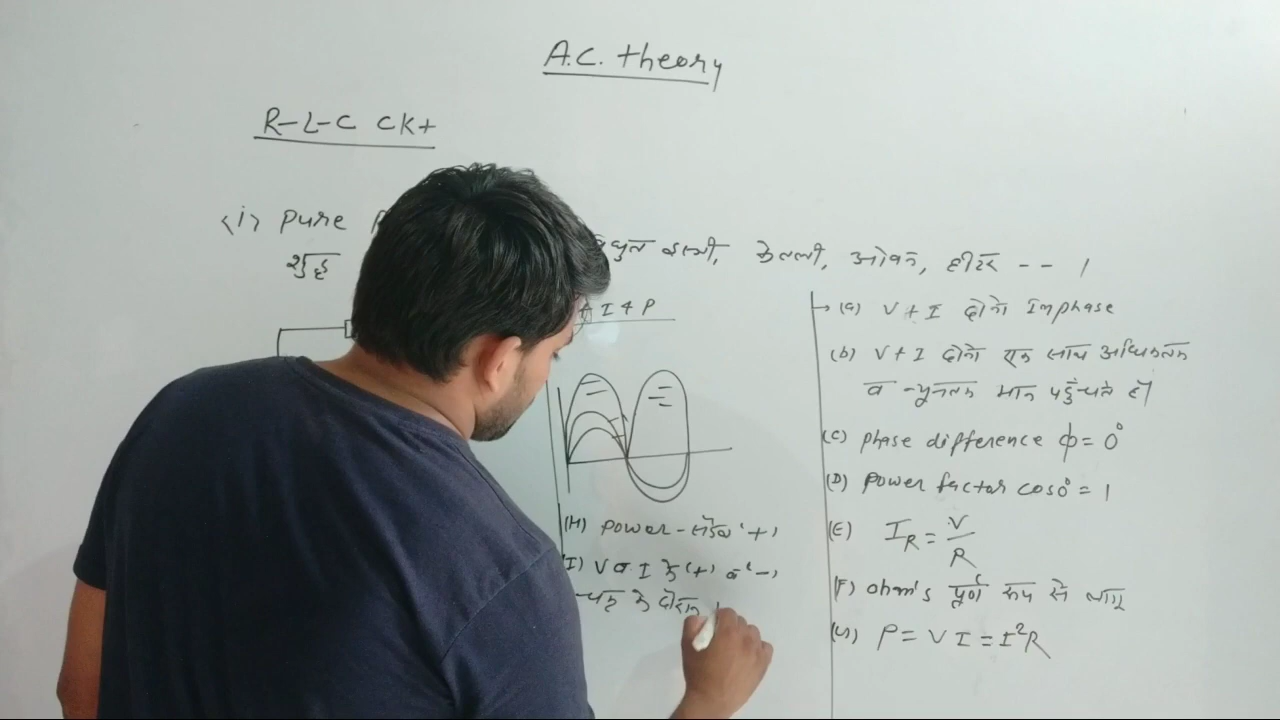 A.C. theory
R-L-C CKt
(i) Pure
शुद्ध
केतली, ओवन, हीटर -- ।
I & P
→ (a) V & I दोनों Inphase
(b) V & I दोनों एक साथ अधिकतम
व न्यूनतम मान पहुँचते हैं
(C) Phase difference ϕ = 0°
(D) Power factor cos0° = 1
(E) I_R = V/R
(F) ohm's पूर्ण रूप से लागू
(G) P = VI = I²R
(H) Power - सदैव '+'
(I) V व I के (+) व '-'
चक्र के दौरान